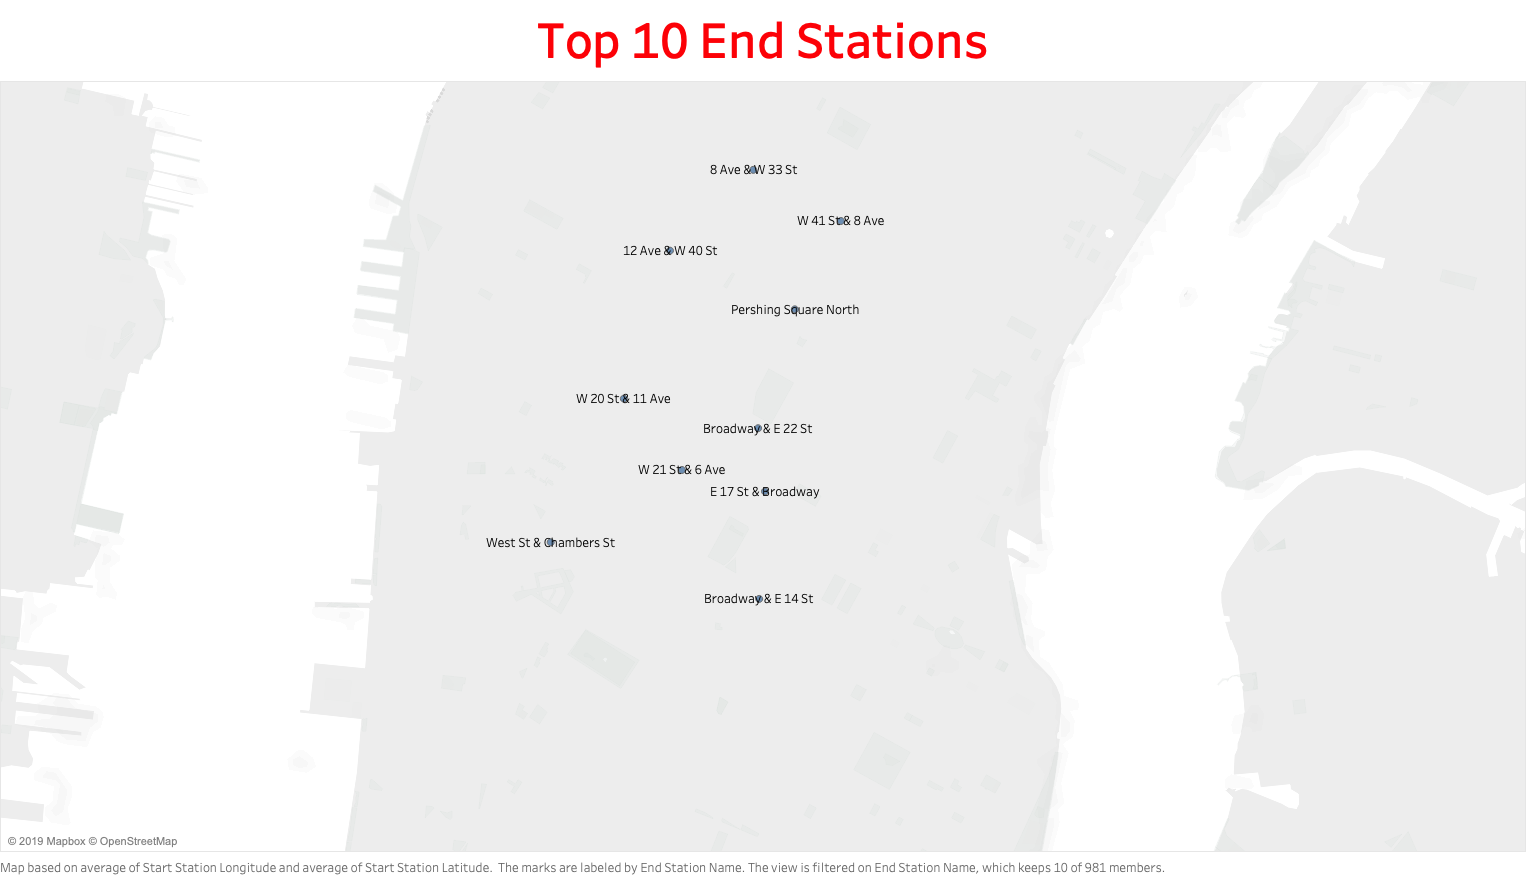 Top 10 End Stations
8 Ave & W 33 St
W 41 St & 8 Ave
12 Ave & W 40 St
Pershing Square North
W 20 St & 11 Ave
Broadway & E 22 St
W 21 St & 6 Ave
E 17 St & Broadway
West St & Chambers St
Broadway & E 14 St
© 2019 Mapbox © OpenStreetMap
Map based on average of Start Station Longitude and average of Start Station Latitude.  The marks are labeled by End Station Name. The view is filtered on End Station Name, which keeps 10 of 981 members.